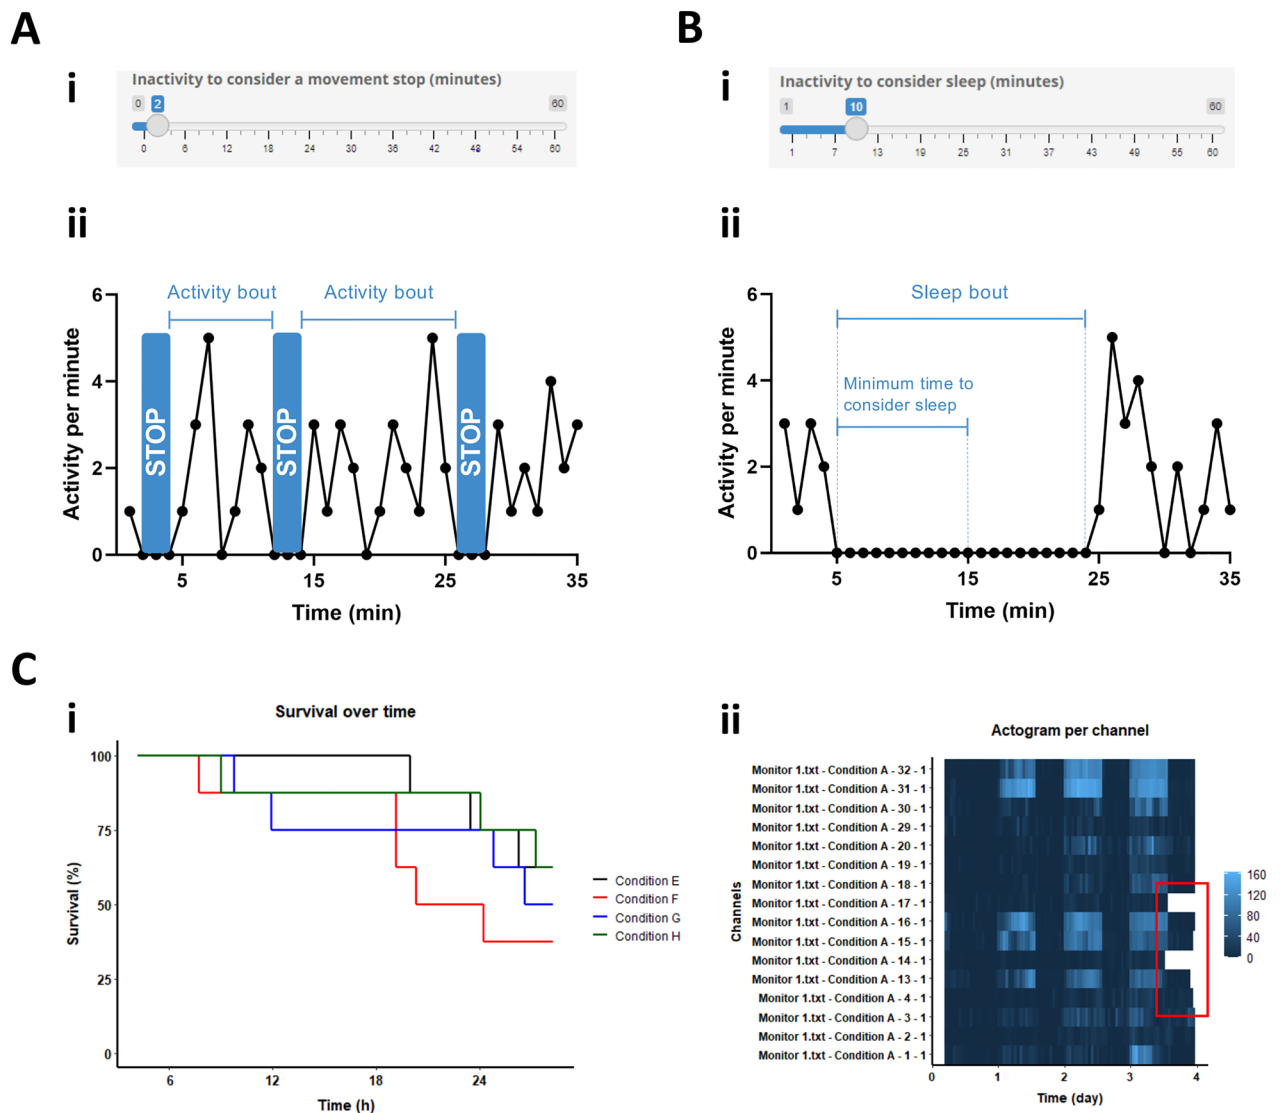 A
B
i
Inactivity to consider a movement stop (minutes)
0 2 60
0 6 12 18 24 30 36 42 48 54 60
i
Inactivity to consider sleep (minutes)
1 10 60
1 7 13 19 25 31 37 43 49 55 60
ii
Activity bout Activity bout
6
4
2
0
Activity per minute
STOP
STOP
STOP
5 15 25 35
Time (min)
ii
Sleep bout
Minimum time to
consider sleep
6
4
2
0
Activity per minute
5 15 25 35
Time (min)
C
i
Survival over time
100
75
50
25
0
Survival (%)
6 12 18 24
Time (h)
Condition E
Condition F
Condition G
Condition H
ii
Actogram per channel
Channels
Monitor 1.txt - Condition A - 32 - 1
Monitor 1.txt - Condition A - 31 - 1
Monitor 1.txt - Condition A - 30 - 1
Monitor 1.txt - Condition A - 29 - 1
Monitor 1.txt - Condition A - 20 - 1
Monitor 1.txt - Condition A - 19 - 1
Monitor 1.txt - Condition A - 18 - 1
Monitor 1.txt - Condition A - 17 - 1
Monitor 1.txt - Condition A - 16 - 1
Monitor 1.txt - Condition A - 15 - 1
Monitor 1.txt - Condition A - 14 - 1
Monitor 1.txt - Condition A - 13 - 1
Monitor 1.txt - Condition A - 4 - 1
Monitor 1.txt - Condition A - 3 - 1
Monitor 1.txt - Condition A - 2 - 1
Monitor 1.txt - Condition A - 1 - 1
0 1 2 3 4
Time (day)
160
120
80
40
0